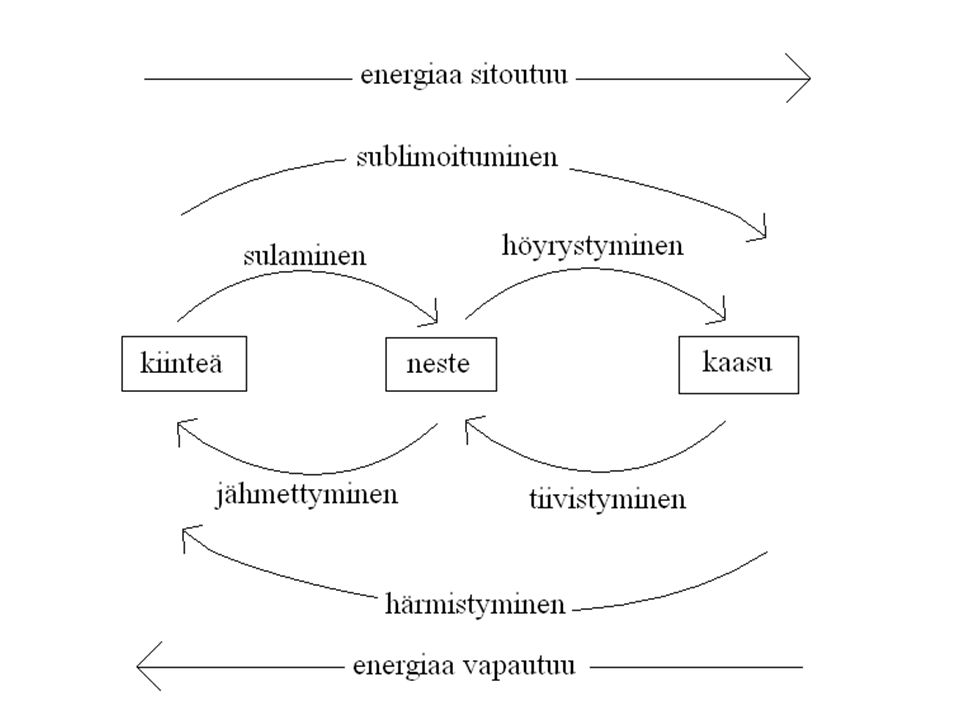 energiaa sitoutuu
sublimoituminen
sulaminen
höyrystyminen
kiinteä
neste
kaasu
jähmettyminen
tiivistyminen
härmistyminen
energiaa vapautuu